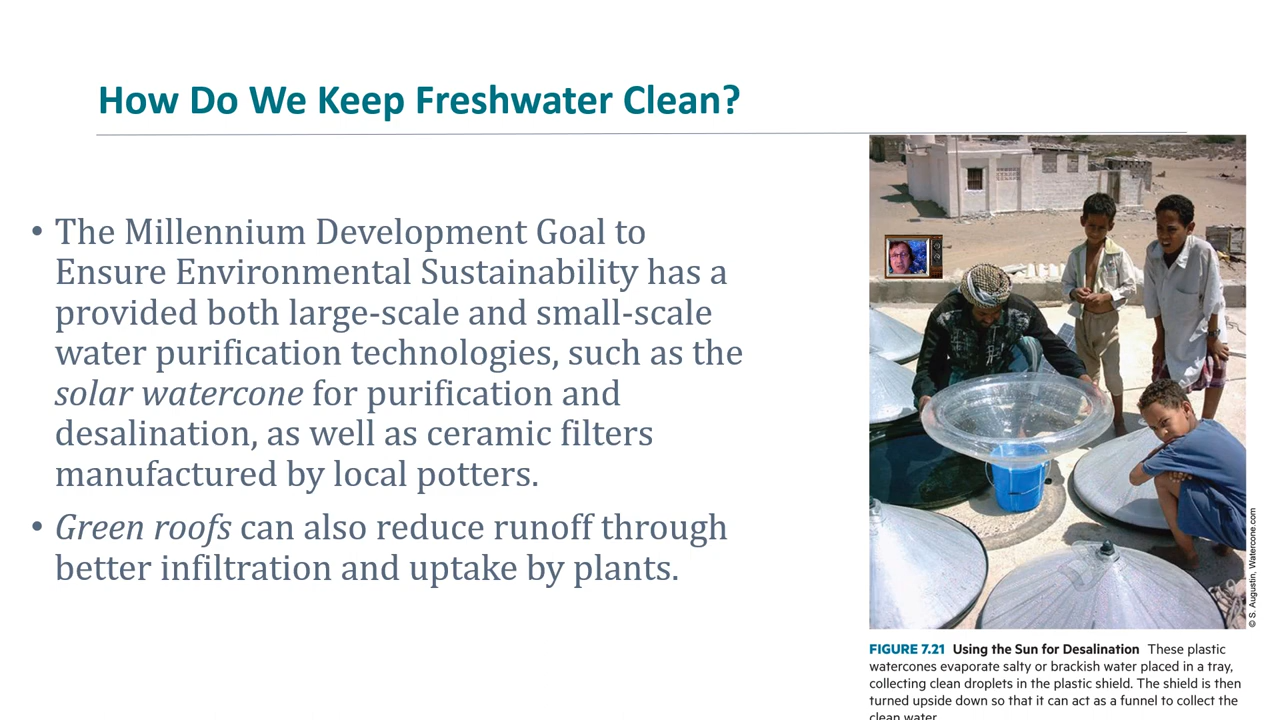 How Do We Keep Freshwater Clean?
• The Millennium Development Goal to
Ensure Environmental Sustainability has a
provided both large-scale and small-scale
water purification technologies, such as the
solar watercone for purification and
desalination, as well as ceramic filters
manufactured by local potters.
• Green roofs can also reduce runoff through
better infiltration and uptake by plants.
© S. Augustin, Watercone.com
FIGURE 7.21 Using the Sun for Desalination These plastic
watercones evaporate salty or brackish water placed in a tray,
collecting clean droplets in the plastic shield. The shield is then
turned upside down so that it can act as a funnel to collect the
clean water